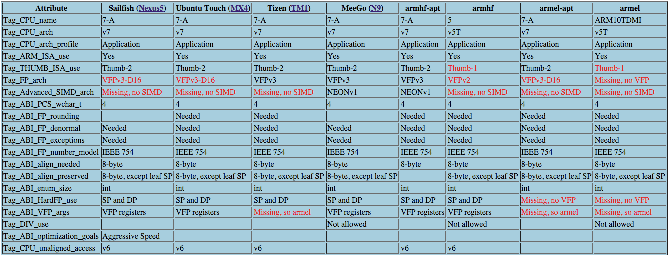 Attribute Sailfish (Nexus5) Ubuntu Touch (MX4) Tizen (TM1) MeeGo (N9) armhf-apt armhf armel-apt armel
Tag_CPU_name 7-A 7-A 7-A 7-A 7-A 5 7-A ARM10TDMI
Tag_CPU_arch v7 v7 v7 v7 v7 v5T v7 v5T
Tag_CPU_arch_profile Application Application Application Application Application Application Application Application
Tag_ARM_ISA_use Yes Yes Yes Yes Yes Yes Yes Yes
Tag_THUMB_ISA_use Thumb-2 Thumb-2 Thumb-2 Thumb-2 Thumb-2 Thumb-1 Thumb-2 Thumb-1
Tag_FP_arch VFPv3-D16 VFPv3-D16 VFPv3 VFPv3 VFPv3 VFPv2 VFPv3-D16 Missing, no VFP
Tag_Advanced_SIMD_arch Missing, no SIMD Missing, no SIMD Missing, no SIMD NEONv1 NEONv1 Missing, no SIMD Missing, no SIMD Missing, no SIMD
Tag_ABI_PCS_wchar_t 4 4 4 4 4 4 4 4
Tag_ABI_FP_rounding Needed Needed Needed Needed Needed
Tag_ABI_FP_denormal Needed Needed Needed Needed Needed Needed Needed Needed
Tag_ABI_FP_exceptions Needed Needed Needed Needed Needed Needed Needed Needed
Tag_ABI_FP_number_model IEEE 754 IEEE 754 IEEE 754 IEEE 754 IEEE 754 IEEE 754 IEEE 754 IEEE 754
Tag_ABI_align_needed 8-byte 8-byte 8-byte 8-byte 8-byte 8-byte 8-byte 8-byte
Tag_ABI_align_preserved 8-byte, except leaf SP 8-byte, except leaf SP 8-byte, except leaf SP 8-byte, except leaf SP 8-byte, except leaf SP 8-byte, except leaf SP 8-byte, except leaf SP
Tag_ABI_enum_size int int int int int int int int
Tag_ABI_HardFP_use SP and DP SP and DP SP and DP SP and DP SP and DP SP and DP Missing, no VFP Missing, no VFP
Tag_ABI_VFP_args VFP registers VFP registers Missing, so armel VFP registers VFP registers VFP registers Missing, so armel Missing, so armel
Tag_DIV_use Not allowed Not allowed Not allowed
Tag_ABI_optimization_goals Aggressive Speed
Tag_CPU_unaligned_access v6 v6 v6 v6 v6